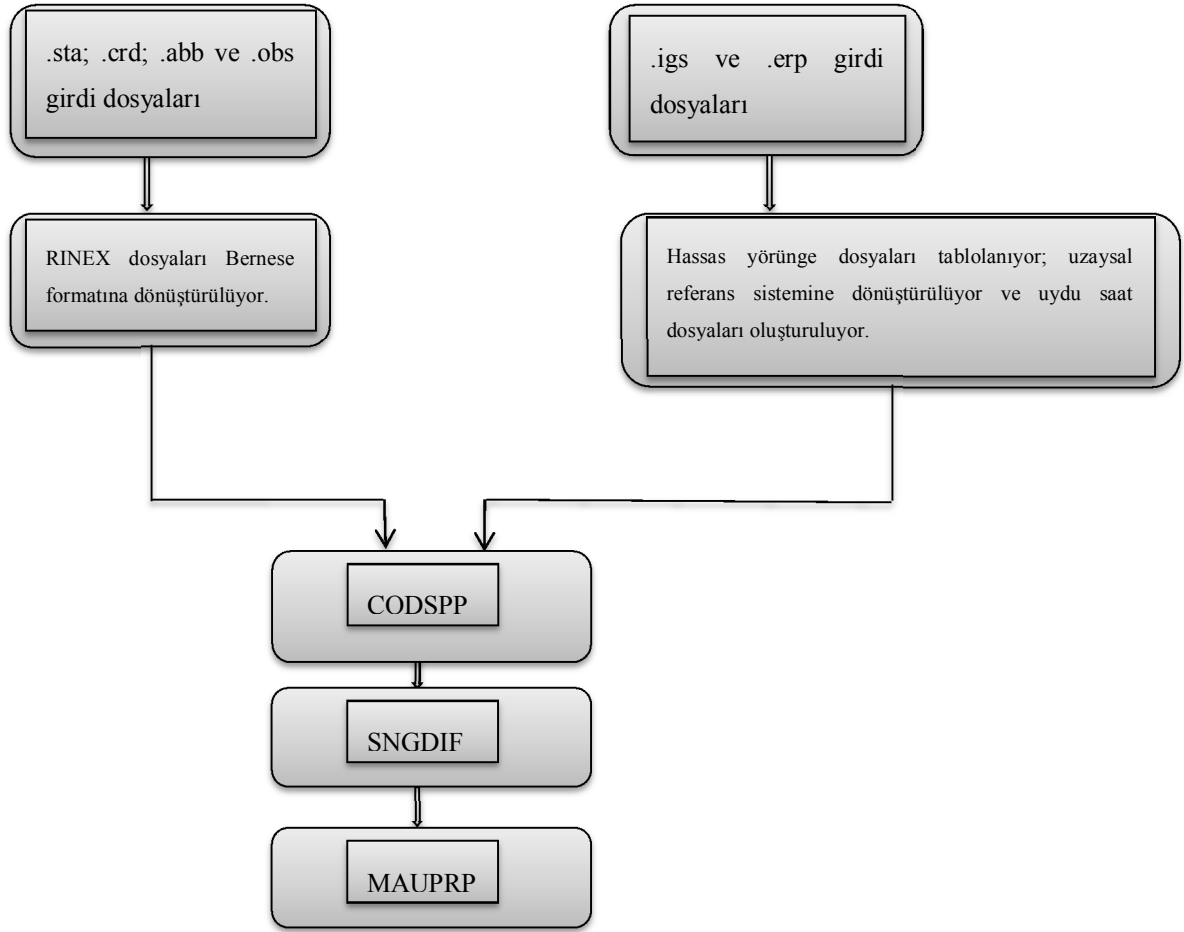 .sta; .crd; .abb ve .obs
girdi dosyaları
.igs ve .erp girdi
dosyaları
RINEX dosyaları Bernese
formatına dönüştürülüyor.
Hassas yörünge dosyaları tablolanıyor; uzaysal
referans sistemine dönüştürülüyor ve uydu saat
dosyaları oluşturuluyor.
CODSPP
SNGDIF
MAUPRP